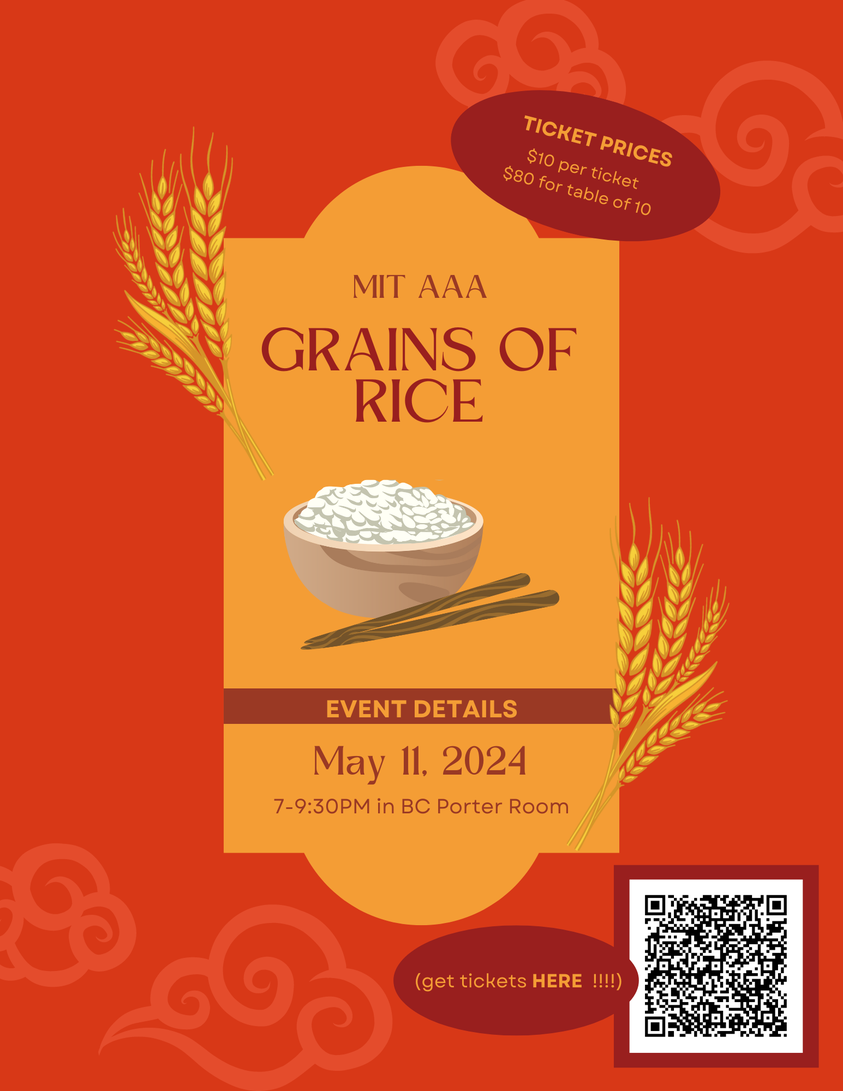 TICKET PRICES
$10 per ticket
$80 for table of 10
MIT AAA
GRAINS OF
RICE
EVENT DETAILS
May 11, 2024
7-9:30PM in BC Porter Room
(get tickets HERE !!!!)